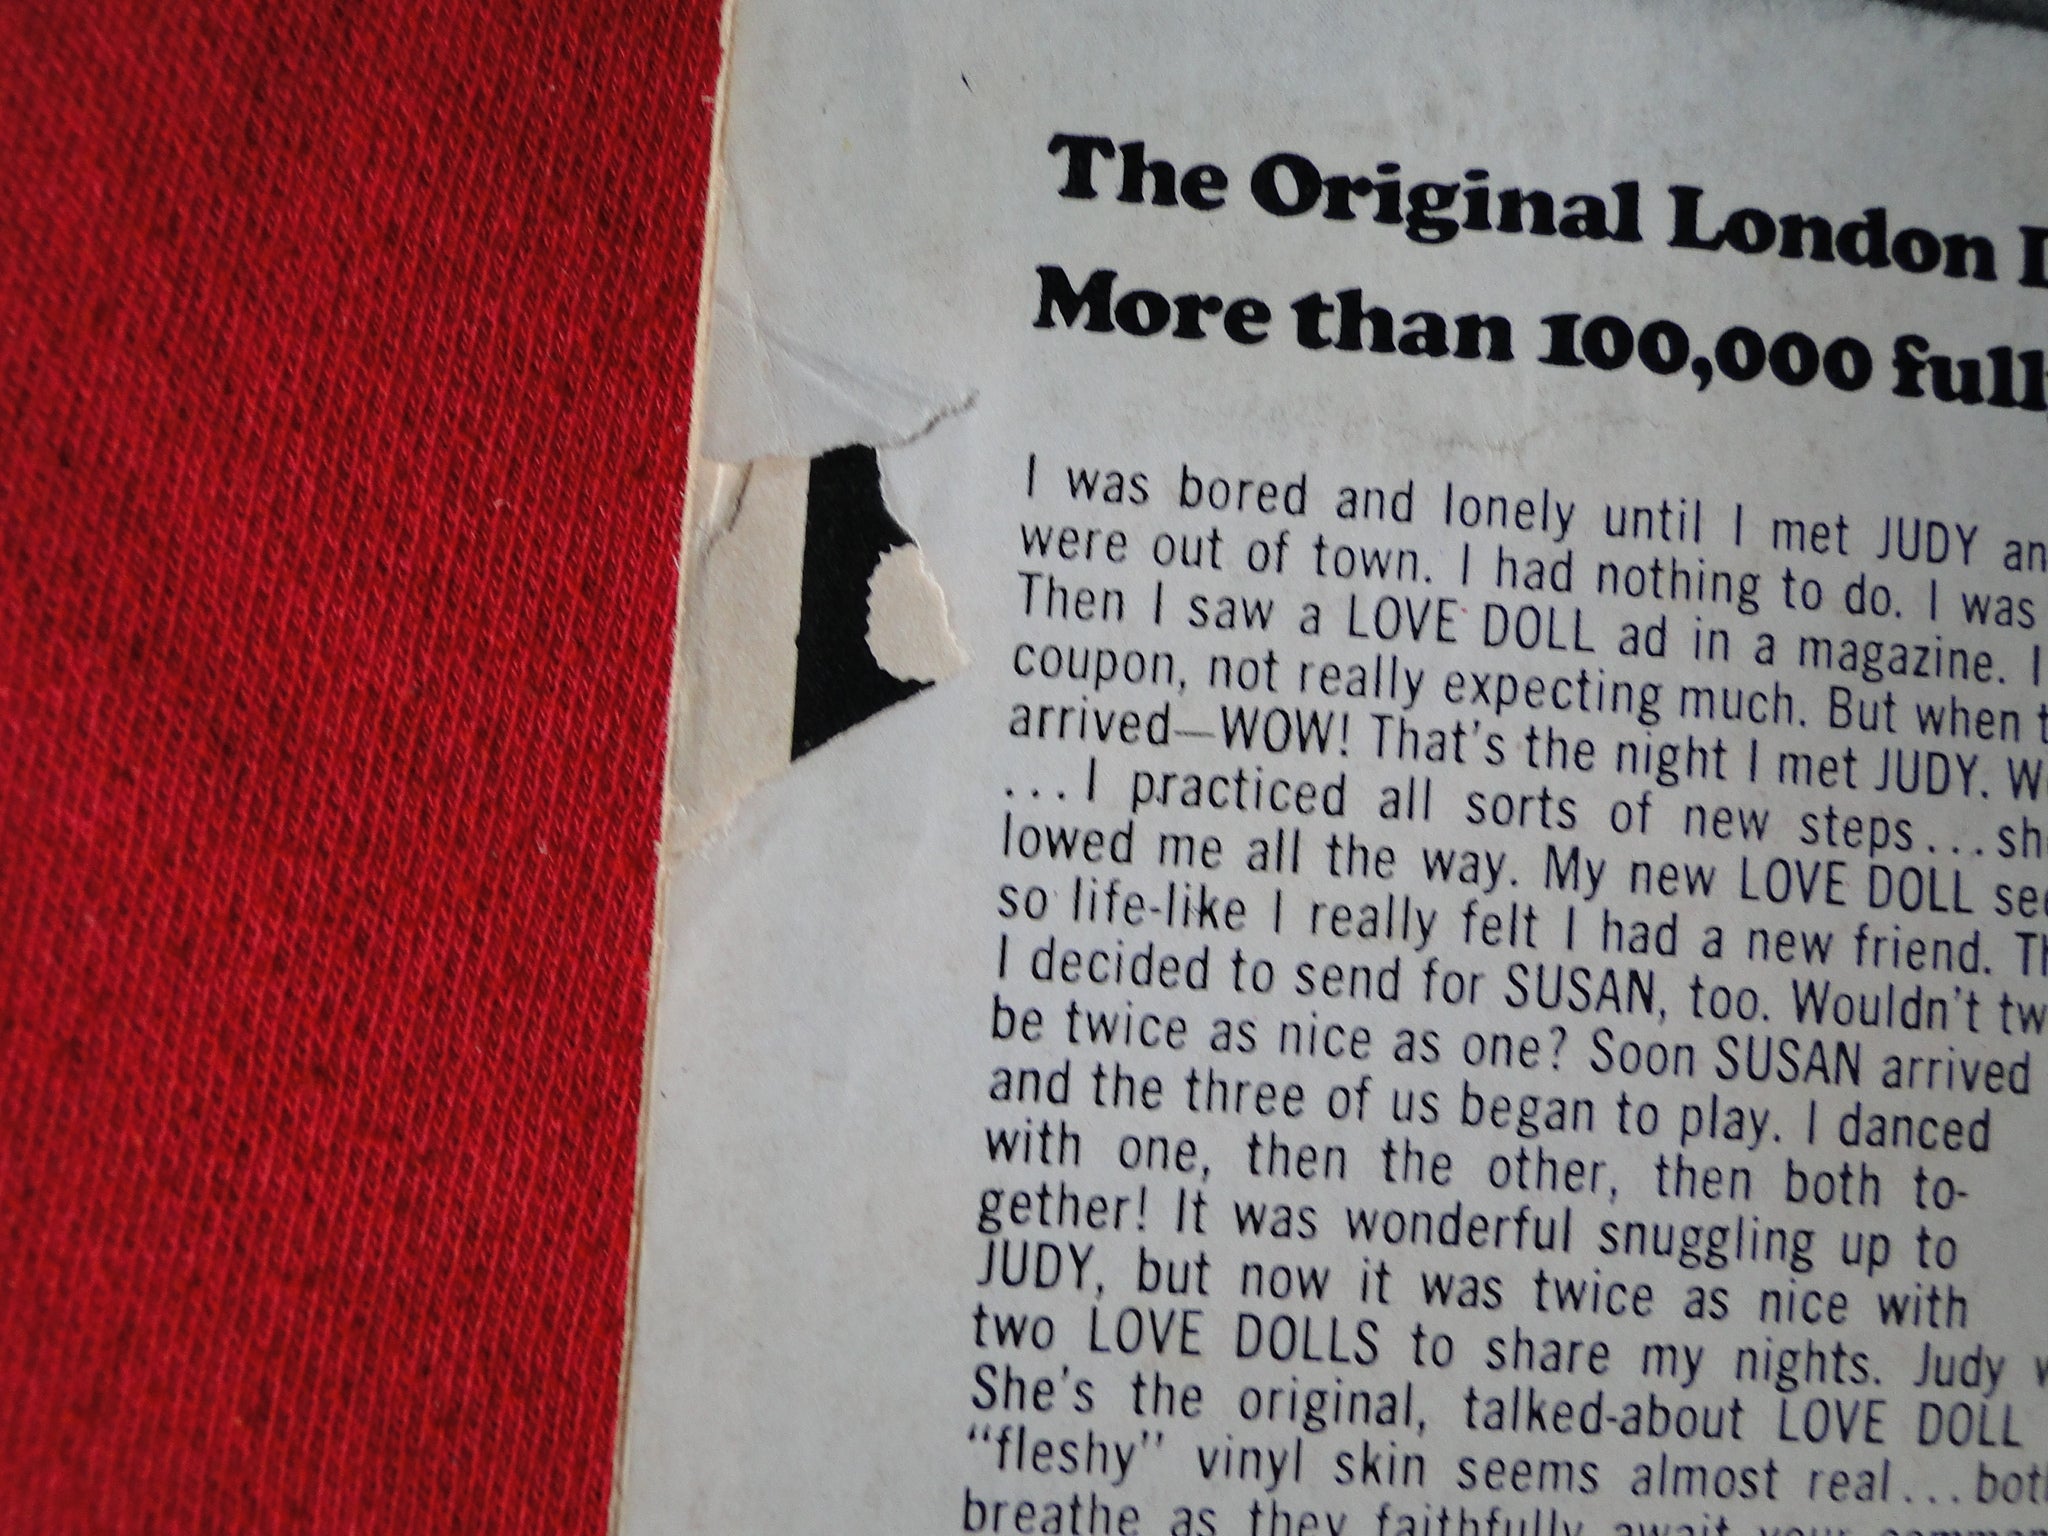 The Original London
More than 100,000
I was bored and lonely until I met JUDY
were out of town. I had nothing to do. I was
Then I saw a LOVE DOLL ad in a magazine. I
coupon, not really expecting much. But when
arrived—WOW! That's the night I met JUDY.
...I practiced all sorts of new steps...
lowed me all the way. My new LOVE DOLL
so life-like I really felt I had a new friend.
I decided to send for SUSAN, too. Wouldn't
be twice as nice as one? Soon SUSAN arrived
and the three of us began to play. I danced
with one, then the other, then both to-
gether! It was wonderful snuggling up to
JUDY, but now it was twice as nice with
two LOVE DOLLS to share my nights. Judy
She's the original, talked-about LOVE DOLL
"fleshy" vinyl skin seems almost real...
breathe as they faithfully await